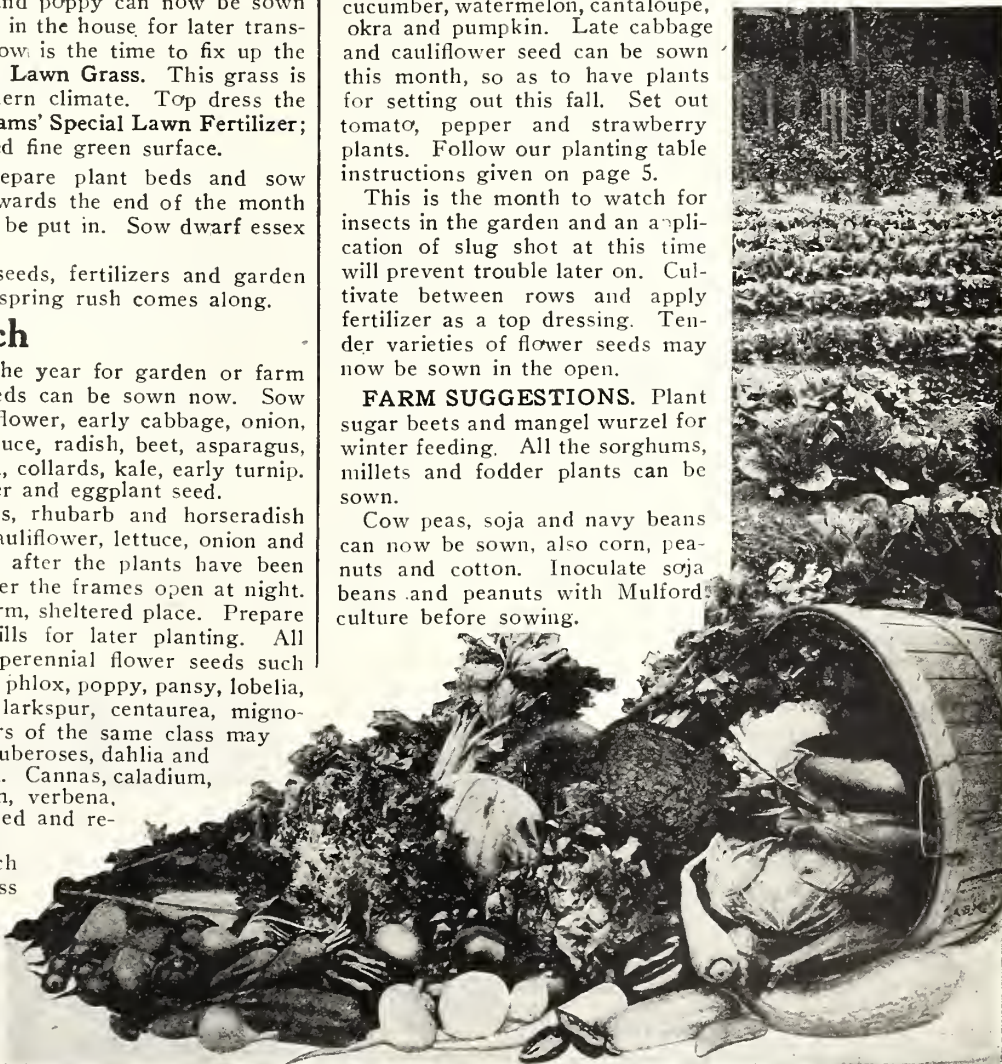 and poppy can now be sown
in the house for later trans-
is the time to fix up the
Lawn Grass. This grass is
ern climate. Top dress the
ams' Special Lawn Fertilizer;
d fine green surface.
epare plant beds and sow
wards the end of the month
be put in. Sow dwarf essex
seeds, fertilizers and garden
spring rush comes along.
ch
he year for garden or farm
eds can be sown now. Sow
flower, early cabbage, onion,
uce, radish, beet, asparagus,
, collards, kale, early turnip.
er and eggplant seed.
s, rhubarb and horseradish
auliflower, lettuce, onion and
after the plants have been
er the frames open at night.
rm, sheltered place. Prepare
ills for later planting. All
perennial flower seeds such
phlox, poppy, pansy, lobelia,
larkspur, centaurea, migno-
rs of the same class may
uberoses, dahlia and
. Cannas, caladium,
n, verbena,
ed and re-
ch
ss
cucumber, watermelon, cantaloupe,
okra and pumpkin. Late cabbage
and cauliflower seed can be sown
this month, so as to have plants
for setting out this fall. Set out
tomato, pepper and strawberry
plants. Follow our planting table
instructions given on page 5.
This is the month to watch for
insects in the garden and an appli-
cation of slug shot at this time
will prevent trouble later on. Cul-
tivate between rows and apply
fertilizer as a top dressing. Ten-
der varieties of flower seeds may
now be sown in the open.
FARM SUGGESTIONS. Plant
sugar beets and mangel wurzel for
winter feeding. All the sorghums,
millets and fodder plants can be
sown.
Cow peas, soja and navy beans
can now be sown, also corn, pea-
nuts and cotton. Inoculate soja
beans and peanuts with Mulford
culture before sowing.